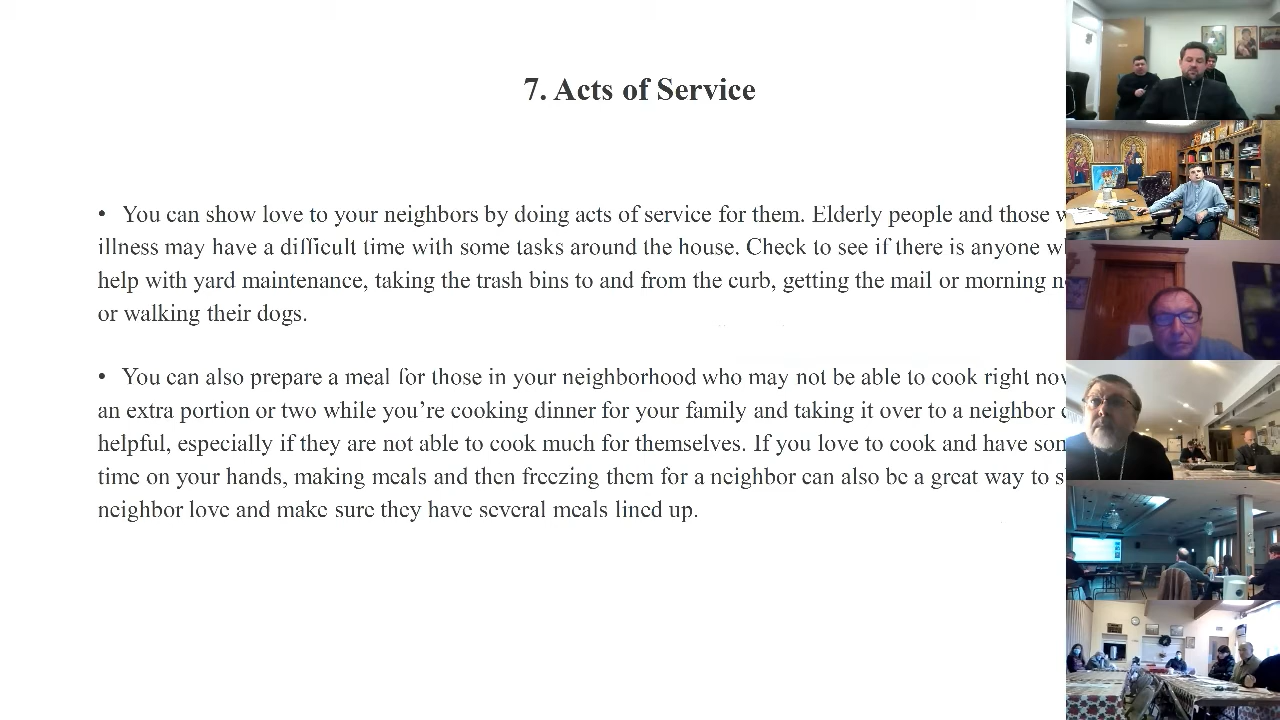 7. Acts of Service
• You can show love to your neighbors by doing acts of service for them. Elderly people and those
illness may have a difficult time with some tasks around the house. Check to see if there is anyone
help with yard maintenance, taking the trash bins to and from the curb, getting the mail or morning
or walking their dogs.
• You can also prepare a meal for those in your neighborhood who may not be able to cook right
an extra portion or two while you’re cooking dinner for your family and taking it over to a neighbor
helpful, especially if they are not able to cook much for themselves. If you love to cook and have
time on your hands, making meals and then freezing them for a neighbor can also be a great way to
neighbor love and make sure they have several meals lined up.